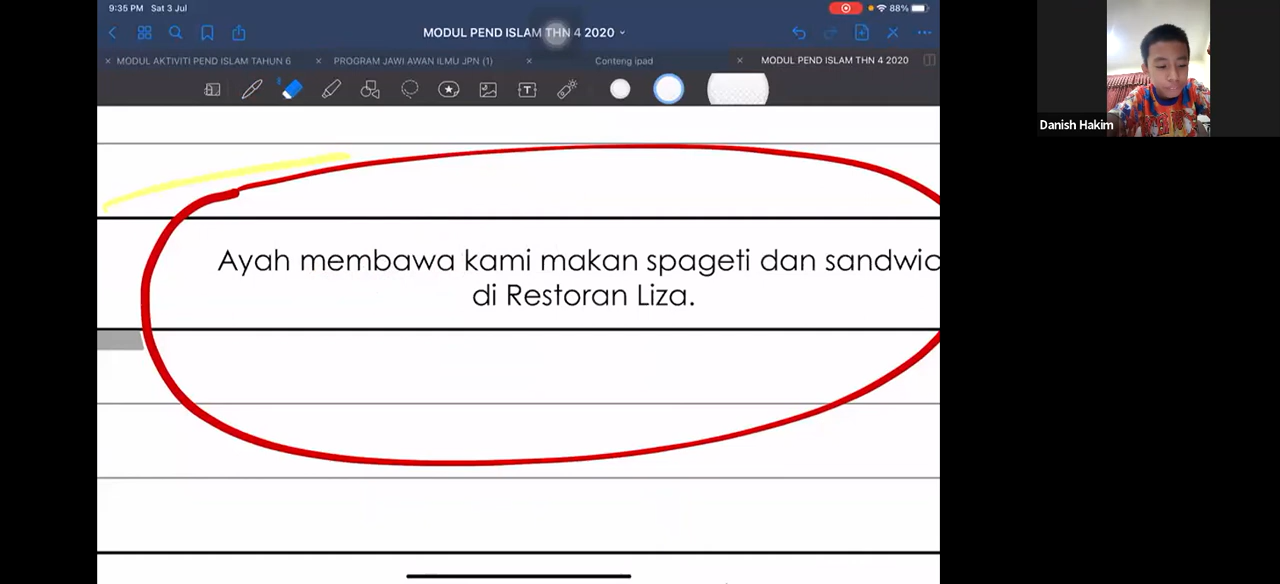 9:35 PM Sat 3 Jul
88%
MODUL PEND ISLAM THN 4 2020
MODUL AKTIVITI PEND ISLAM TAHUN 6
PROGRAM JAWI AWAN ILMU JPN (1)
Conteng ipad
MODUL PEND ISLAM THN 4 2020
Danish Hakim
Ayah membawa kami makan spageti dan sandwic
di Restoran Liza.